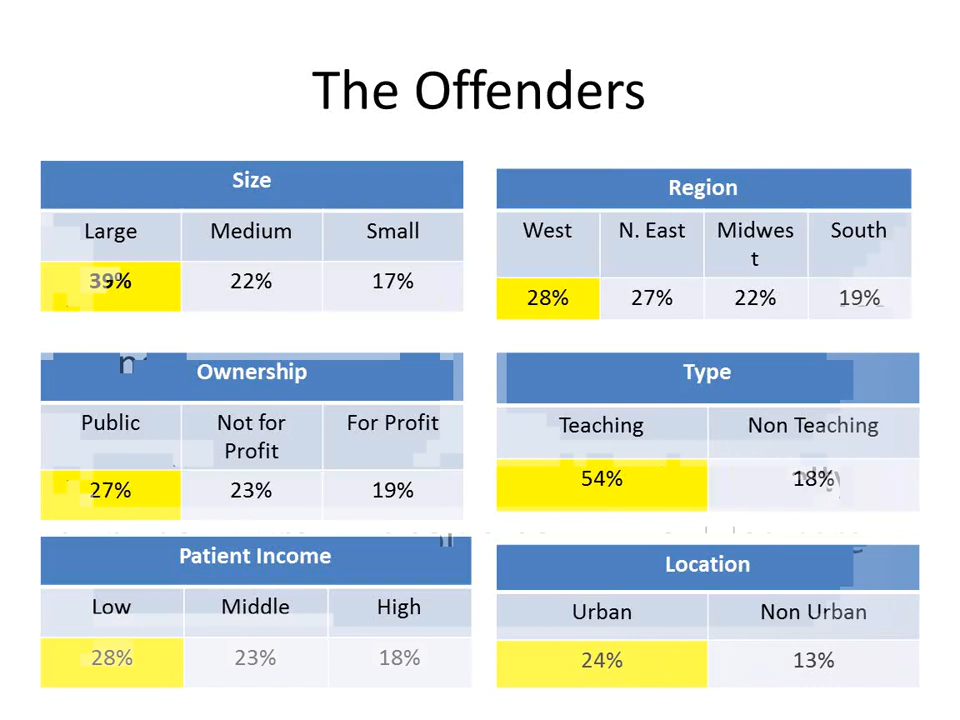 The Offenders
Size
Large Medium Small
39% 22% 17%
Region
West N. East Midwes South
t
28% 27% 22% 19%
Ownership
Public Not for For Profit
Profit
27% 23% 19%
Type
Teaching Non Teaching
54% 18%
Patient Income
Low Middle High
28% 23% 18%
Location
Urban Non Urban
24% 13%